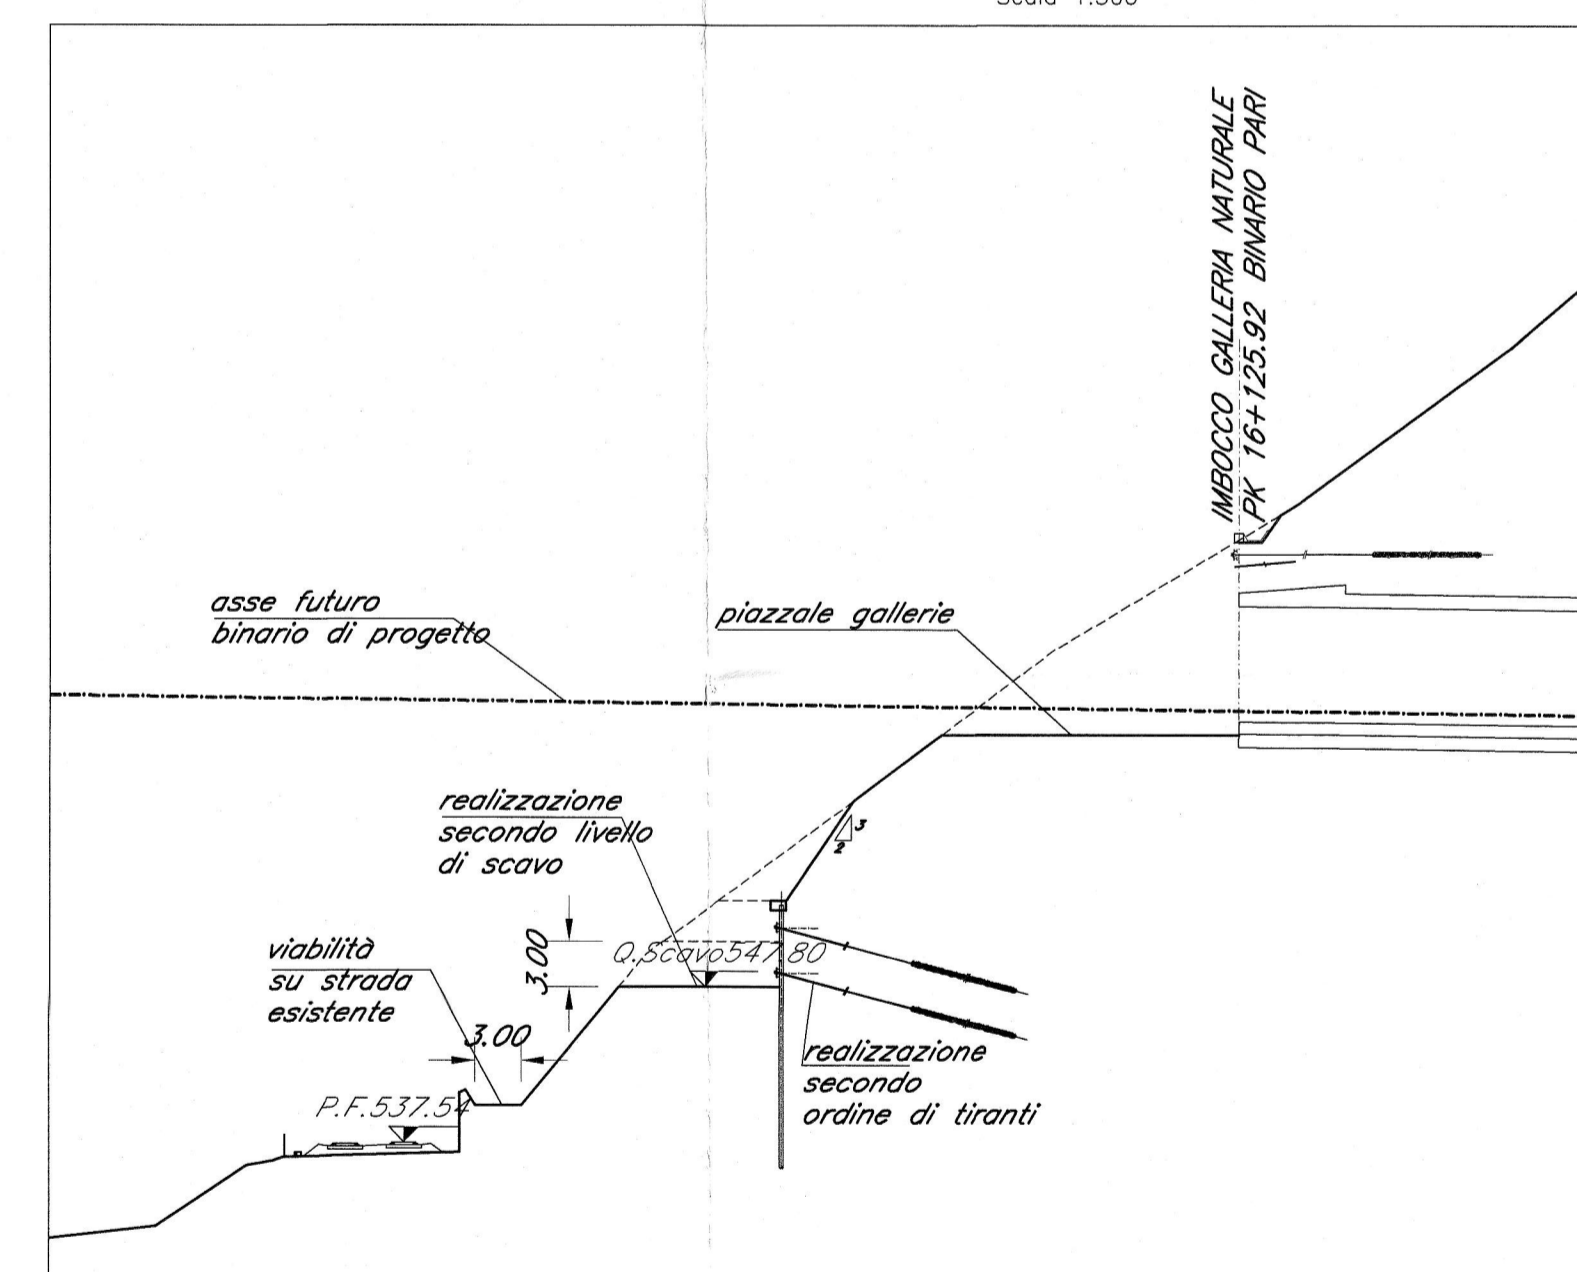 IMBOCCO GALLERIA NATURALE
PK 16+125.92 BINARIO PARI
asse futuro
binario di progetto
piazzale gallerie
realizzazione
secondo livello
di scavo
3
2
viabilità
su strada
esistente
3.00
Q.Scavo547.80
3.00
P.F.537.54
realizzazione
secondo
ordine di tiranti